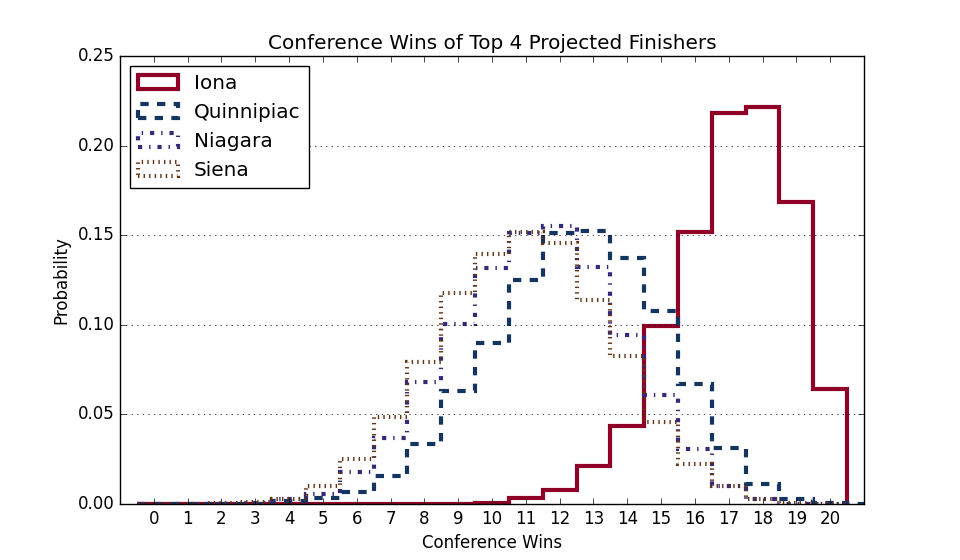 Conference Wins of Top 4 Projected Finishers
Iona
Quinnipiac
Niagara
Siena
0.25
0.20
0.15
0.10
0.05
0.00
Probability
0 1 2 3 4 5 6 7 8 9 10 11 12 13 14 15 16 17 18 19 20
Conference Wins